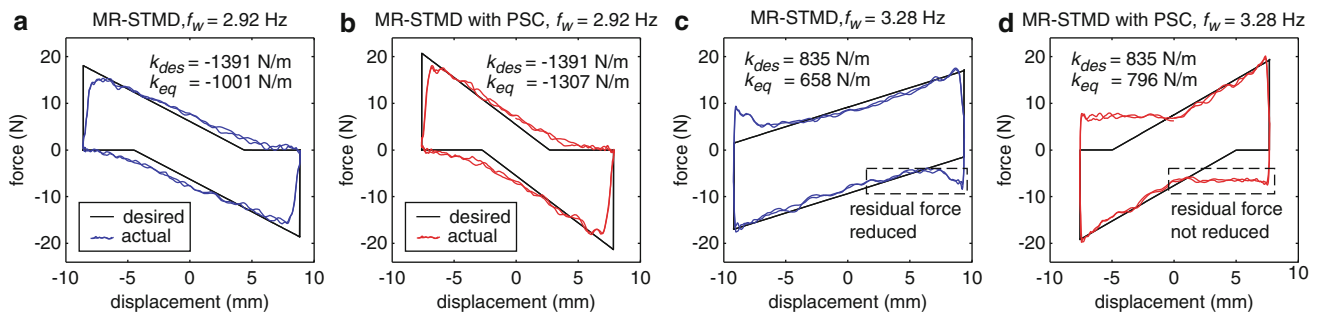 a MR-STMD, f_w = 2.92 Hz
k_des = -1391 N/m
k_eq = -1001 N/m
force (N)
20
10
0
-10
-20
desired
actual
-10 -5 0 5 10
displacement (mm)
b MR-STMD with PSC, f_w = 2.92 Hz
k_des = -1391 N/m
k_eq = -1307 N/m
force (N)
20
10
0
-10
-20
desired
actual
-10 -5 0 5 10
displacement (mm)
c MR-STMD, f_w = 3.28 Hz
k_des = 835 N/m
k_eq = 658 N/m
force (N)
20
10
0
-10
-20
residual force
reduced
-10 -5 0 5 10
displacement (mm)
d MR-STMD with PSC, f_w = 3.28 Hz
k_des = 835 N/m
k_eq = 796 N/m
force (N)
20
10
0
-10
-20
residual force
not reduced
-10 -5 0 5 10
displacement (mm)